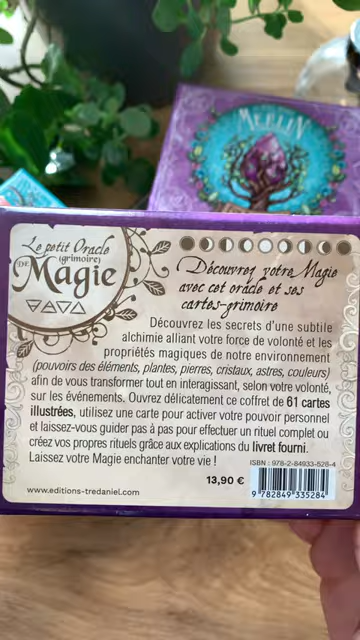 MERLIN
Le petit Oracle
(grimoire)
DE Magie
Découvrez votre Magie
avec cet oracle et ses
cartes-grimoire
Découvrez les secrets d'une subtile
alchimie alliant votre force de volonté et les
propriétés magiques de notre environnement
(pouvoirs des éléments, plantes, pierres, cristaux, astres, couleurs)
afin de vous transformer tout en interagissant, selon votre volonté,
sur les événements. Ouvrez délicatement ce coffret de 61 cartes
illustrées, utilisez une carte pour activer votre pouvoir personnel
et laissez-vous guider pas à pas pour effectuer un rituel complet ou
créez vos propres rituels grâce aux explications du livret fourni.
Laissez votre Magie enchanter votre vie !
ISBN : 978-2-84933-528-4
13,90 €
www.editions-tredaniel.com
9 782849 335284